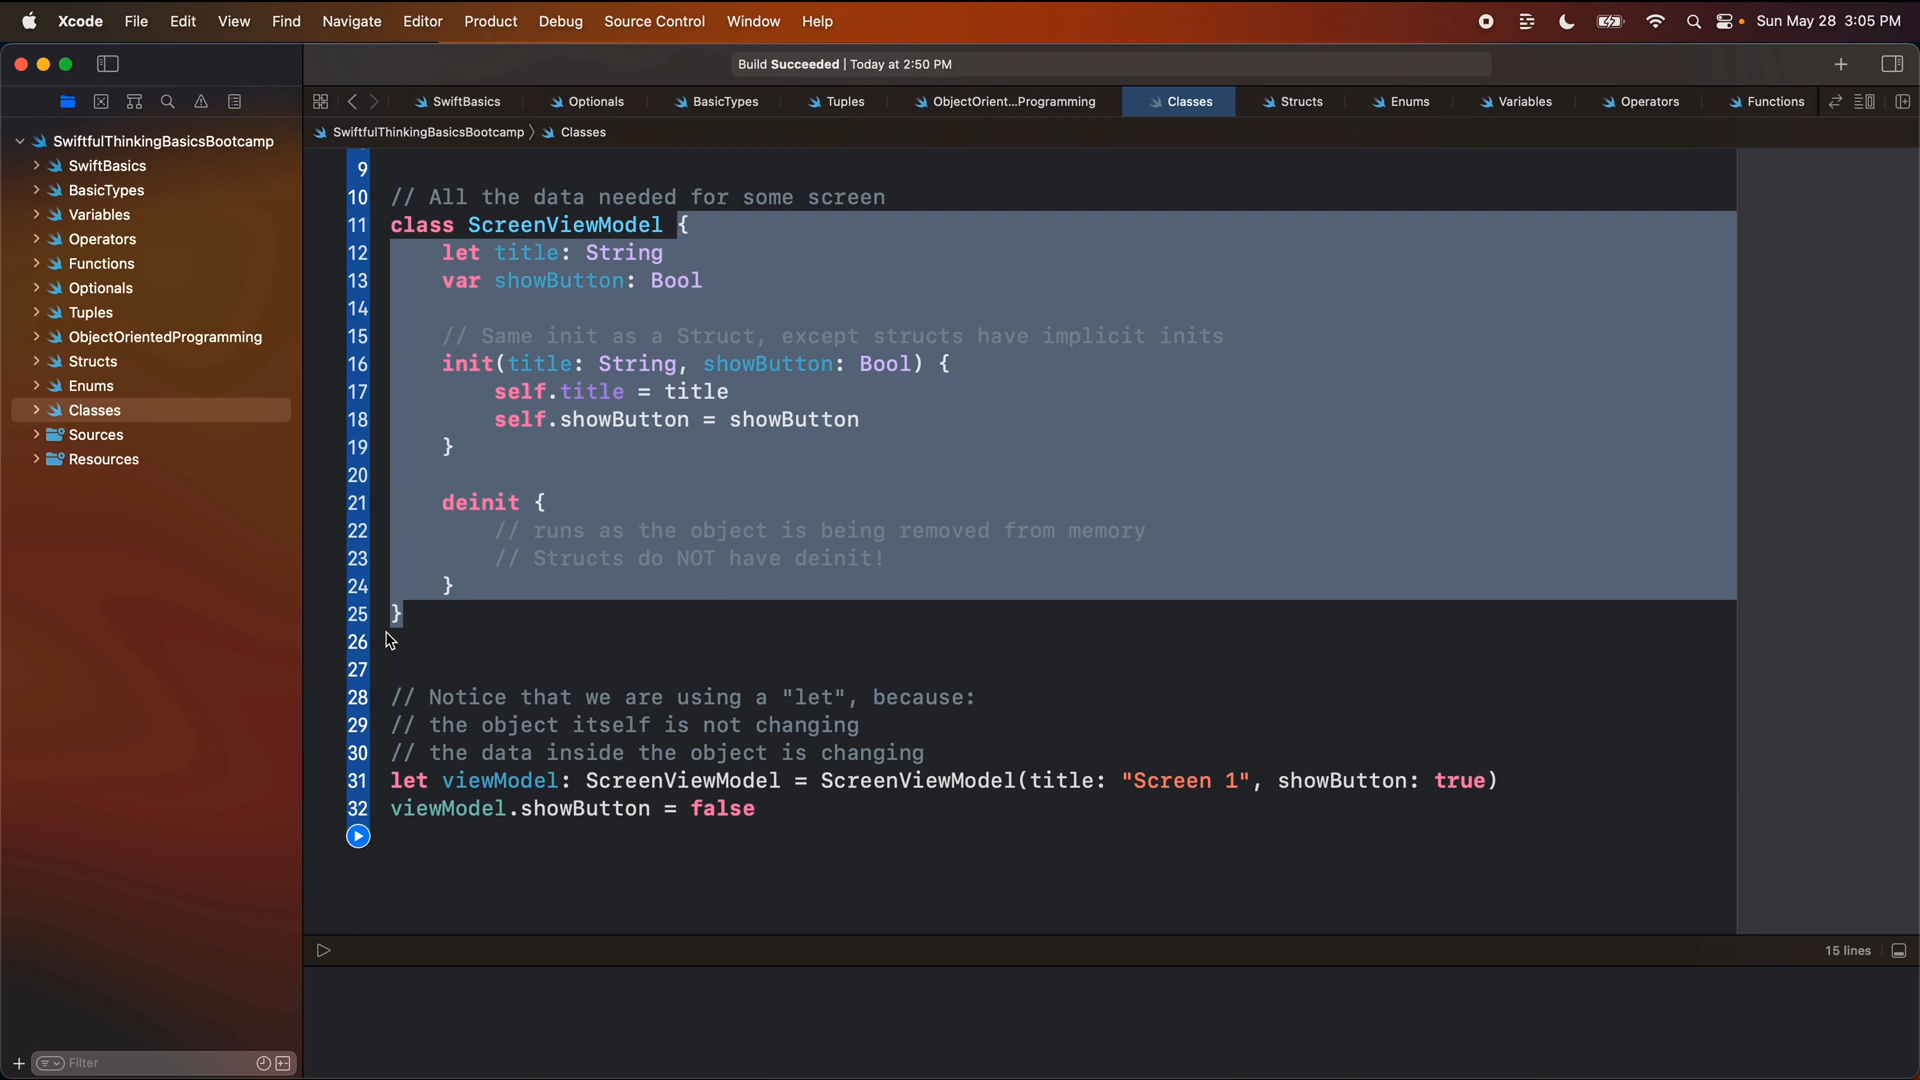 Xcode File Edit View Find Navigate Editor Product Debug Source Control Window Help Sun May 28 3:05 PM
Build Succeeded | Today at 2:50 PM
SwiftBasics Optionals BasicTypes Tuples ObjectOrient...Programming Classes Structs Enums Variables Operators Functions
SwiftfulThinkingBasicsBootcamp 〉 Classes
SwiftfulThinkingBasicsBootcamp
SwiftBasics
BasicTypes
Variables
Operators
Functions
Optionals
Tuples
ObjectOrientedProgramming
Structs
Enums
Classes
Sources
Resources
Filter
9
10 // All the data needed for some screen
11 class ScreenViewModel {
12     let title: String
13     var showButton: Bool
14
15     // Same init as a Struct, except structs have implicit inits
16     init(title: String, showButton: Bool) {
17         self.title = title
18         self.showButton = showButton
19     }
20
21     deinit {
22         // runs as the object is being removed from memory
23         // Structs do NOT have deinit!
24     }
25 }
26
27
28 // Notice that we are using a "let", because:
29 // the object itself is not changing
30 // the data inside the object is changing
31 let viewModel: ScreenViewModel = ScreenViewModel(title: "Screen 1", showButton: true)
32 viewModel.showButton = false
15 lines